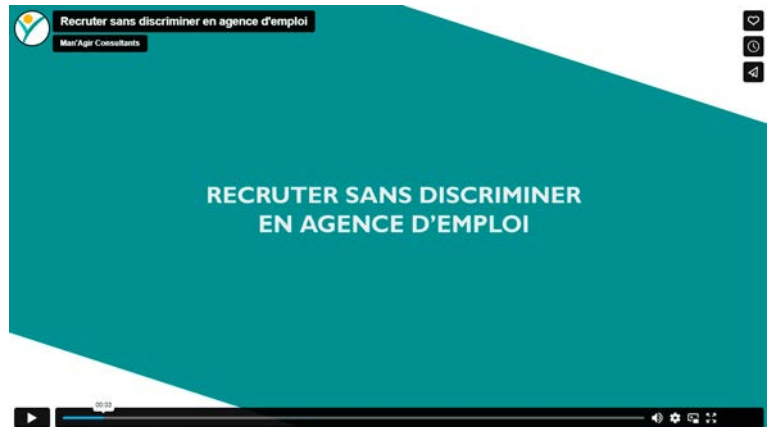 Recruter sans discriminer en agence d'emploi
Man'Agir Consultants
RECRUTER SANS DISCRIMINER
EN AGENCE D'EMPLOI
00:03